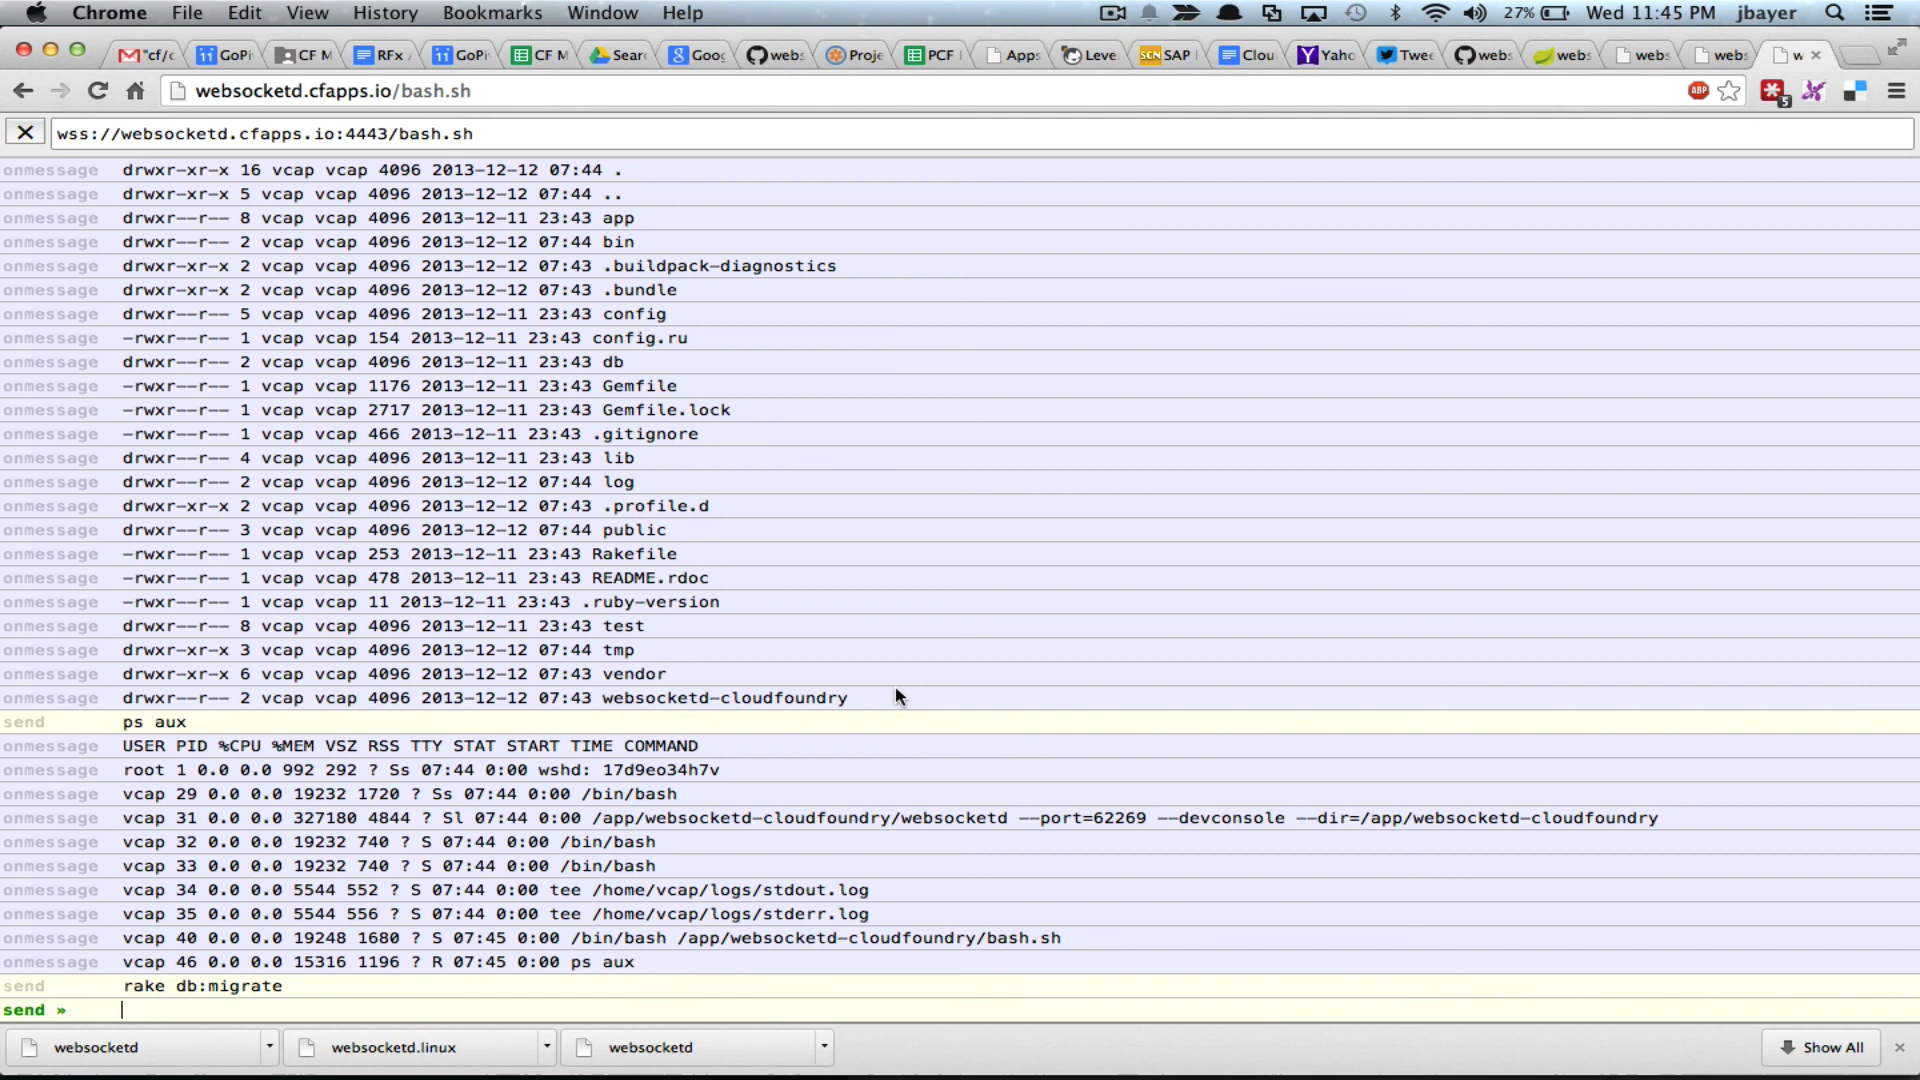 Chrome File Edit View History Bookmarks Window Help 27% Wed 11:45 PM jbayer
"cf/c GoPi CF M RFx GoPi CF M Sear Goog webs Proje PCF Apps Leve SCN SAP Clou Yaho Twee webs webs webs webs w
websocketd.cfapps.io/bash.sh ABP 5
wss://websocketd.cfapps.io:4443/bash.sh
onmessage drwxr-xr-x 16 vcap vcap 4096 2013-12-12 07:44 .
onmessage drwxr-xr-x 5 vcap vcap 4096 2013-12-12 07:44 ..
onmessage drwxr--r-- 8 vcap vcap 4096 2013-12-11 23:43 app
onmessage drwxr--r-- 2 vcap vcap 4096 2013-12-12 07:44 bin
onmessage drwxr-xr-x 2 vcap vcap 4096 2013-12-12 07:43 .buildpack-diagnostics
onmessage drwxr-xr-x 2 vcap vcap 4096 2013-12-12 07:43 .bundle
onmessage drwxr--r-- 5 vcap vcap 4096 2013-12-11 23:43 config
onmessage -rwxr--r-- 1 vcap vcap 154 2013-12-11 23:43 config.ru
onmessage drwxr--r-- 2 vcap vcap 4096 2013-12-11 23:43 db
onmessage -rwxr--r-- 1 vcap vcap 1176 2013-12-11 23:43 Gemfile
onmessage -rwxr--r-- 1 vcap vcap 2717 2013-12-11 23:43 Gemfile.lock
onmessage -rwxr--r-- 1 vcap vcap 466 2013-12-11 23:43 .gitignore
onmessage drwxr--r-- 4 vcap vcap 4096 2013-12-11 23:43 lib
onmessage drwxr--r-- 2 vcap vcap 4096 2013-12-12 07:44 log
onmessage drwxr-xr-x 2 vcap vcap 4096 2013-12-12 07:43 .profile.d
onmessage drwxr--r-- 3 vcap vcap 4096 2013-12-12 07:44 public
onmessage -rwxr--r-- 1 vcap vcap 253 2013-12-11 23:43 Rakefile
onmessage -rwxr--r-- 1 vcap vcap 478 2013-12-11 23:43 README.rdoc
onmessage -rwxr--r-- 1 vcap vcap 11 2013-12-11 23:43 .ruby-version
onmessage drwxr--r-- 8 vcap vcap 4096 2013-12-11 23:43 test
onmessage drwxr-xr-x 3 vcap vcap 4096 2013-12-12 07:44 tmp
onmessage drwxr-xr-x 6 vcap vcap 4096 2013-12-12 07:43 vendor
onmessage drwxr--r-- 2 vcap vcap 4096 2013-12-12 07:43 websocketd-cloudfoundry
send ps aux
onmessage USER PID %CPU %MEM VSZ RSS TTY STAT START TIME COMMAND
onmessage root 1 0.0 0.0 992 292 ? Ss 07:44 0:00 wshd: 17d9eo34h7v
onmessage vcap 29 0.0 0.0 19232 1720 ? Ss 07:44 0:00 /bin/bash
onmessage vcap 31 0.0 0.0 327180 4844 ? Sl 07:44 0:00 /app/websocketd-cloudfoundry/websocketd --port=62269 --devconsole --dir=/app/websocketd-cloudfoundry
onmessage vcap 32 0.0 0.0 19232 740 ? S 07:44 0:00 /bin/bash
onmessage vcap 33 0.0 0.0 19232 740 ? S 07:44 0:00 /bin/bash
onmessage vcap 34 0.0 0.0 5544 552 ? S 07:44 0:00 tee /home/vcap/logs/stdout.log
onmessage vcap 35 0.0 0.0 5544 556 ? S 07:44 0:00 tee /home/vcap/logs/stderr.log
onmessage vcap 40 0.0 0.0 19248 1680 ? S 07:45 0:00 /bin/bash /app/websocketd-cloudfoundry/bash.sh
onmessage vcap 46 0.0 0.0 15316 1196 ? R 07:45 0:00 ps aux
send rake db:migrate
send »
websocketd websocketd.linux websocketd Show All